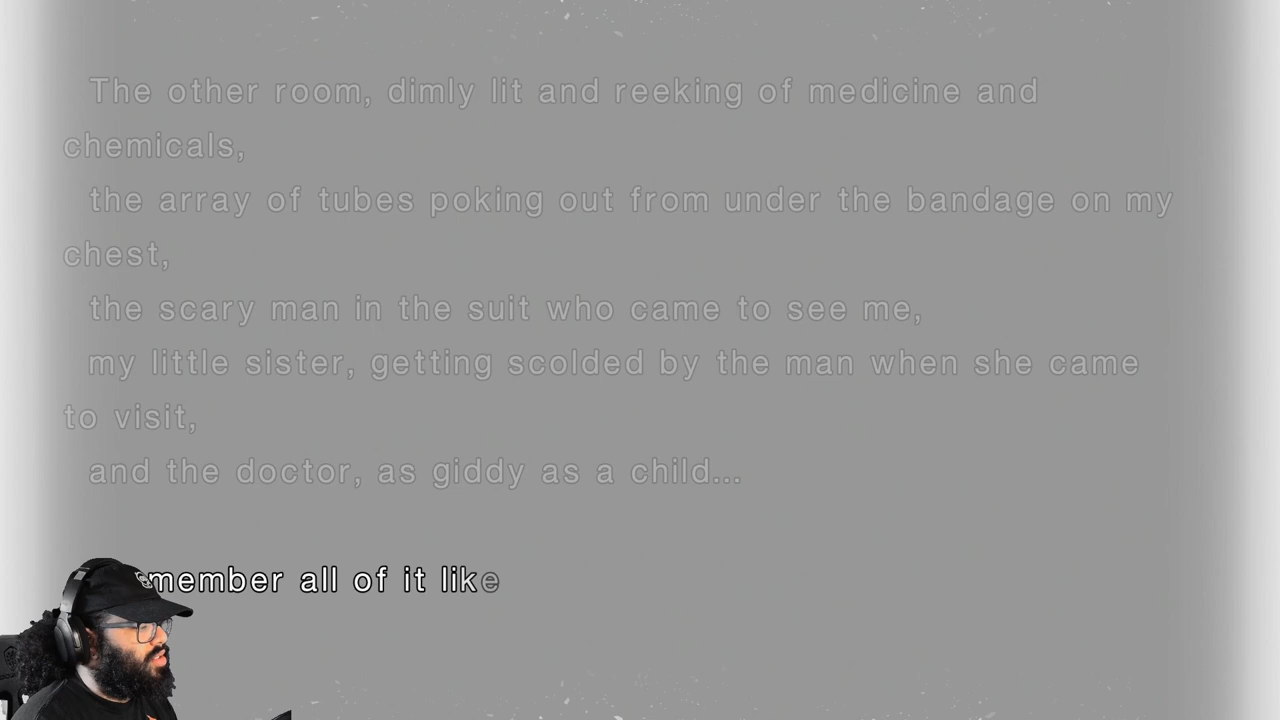 The other room, dimly lit and reeking of medicine and
chemicals,
the array of tubes poking out from under the bandage on my
chest,
the scary man in the suit who came to see me,
my little sister, getting scolded by the man when she came
to visit,
and the doctor, as giddy as a child...
member all of it like